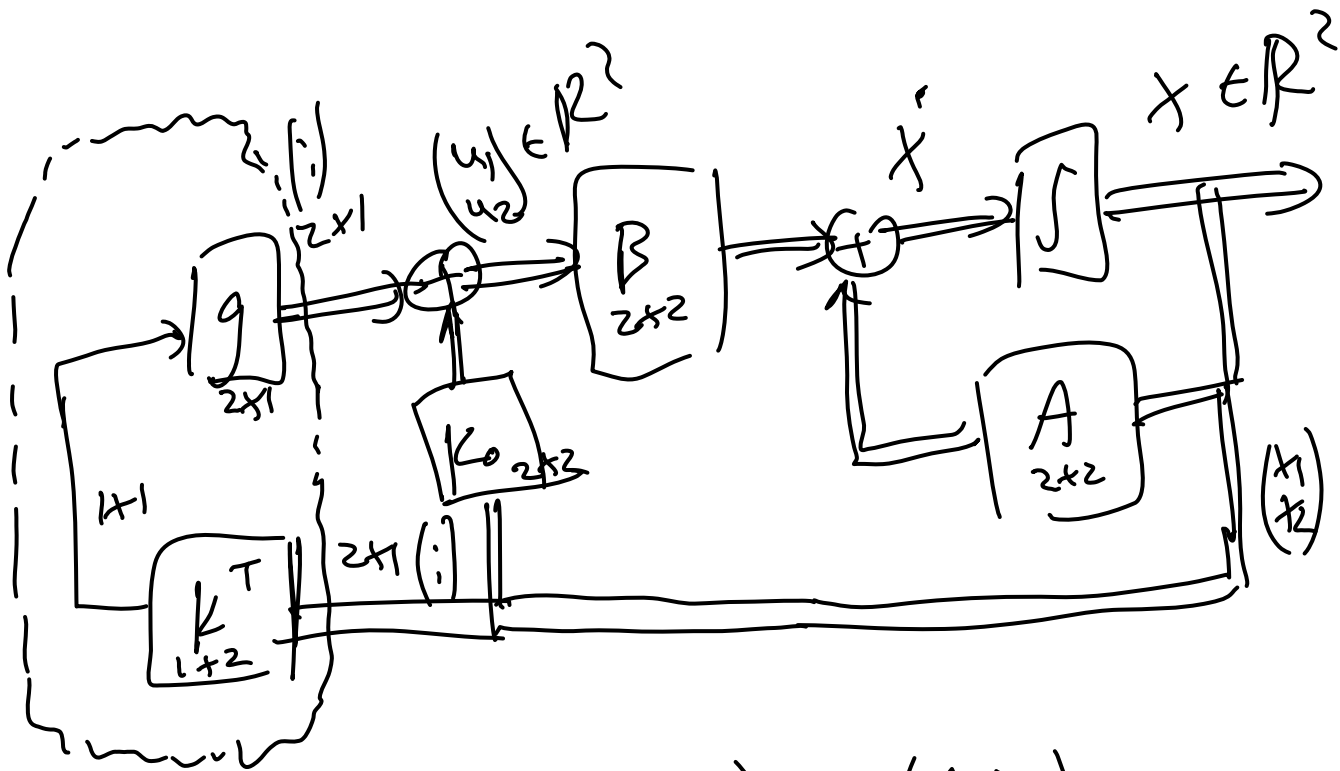 (⋮)
2×1
(u1
u2) ∈ ℝ²
ẋ
x ∈ ℝ²
q
2×1
+
B
2×2
+
∫
K₀ 2×2
A
2×2
(x1
x2)
1×1
2×1 (⋮)
Kᵀ
1×2